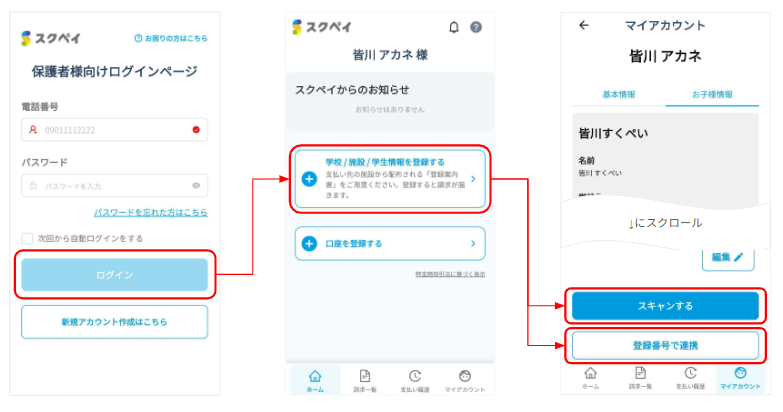 スクペイ
お困りの方はこちら
保護者様向けログインページ
電話番号
09011112222
パスワード
パスワードを入力
パスワードを忘れた方はこちら
次回から自動ログインをする
ログイン
新規アカウント作成はこちら
スクペイ
皆川 アカネ 様
スクペイからのお知らせ
お知らせはありません
学校 / 施設 / 学生情報を登録する
支払い先の施設から配布される「登録案内
書」をご用意ください。登録すると請求が届
きます。
口座を登録する
特定商取引法に基づく表示
ホーム
請求一覧
支払い履歴
マイアカウント
マイアカウント
皆川 アカネ
基本情報
お子様情報
皆川すくぺい
名前
皆川 すくぺい
↓にスクロール
編集
スキャンする
登録番号で連携
ホーム
請求一覧
支払い履歴
マイアカウント